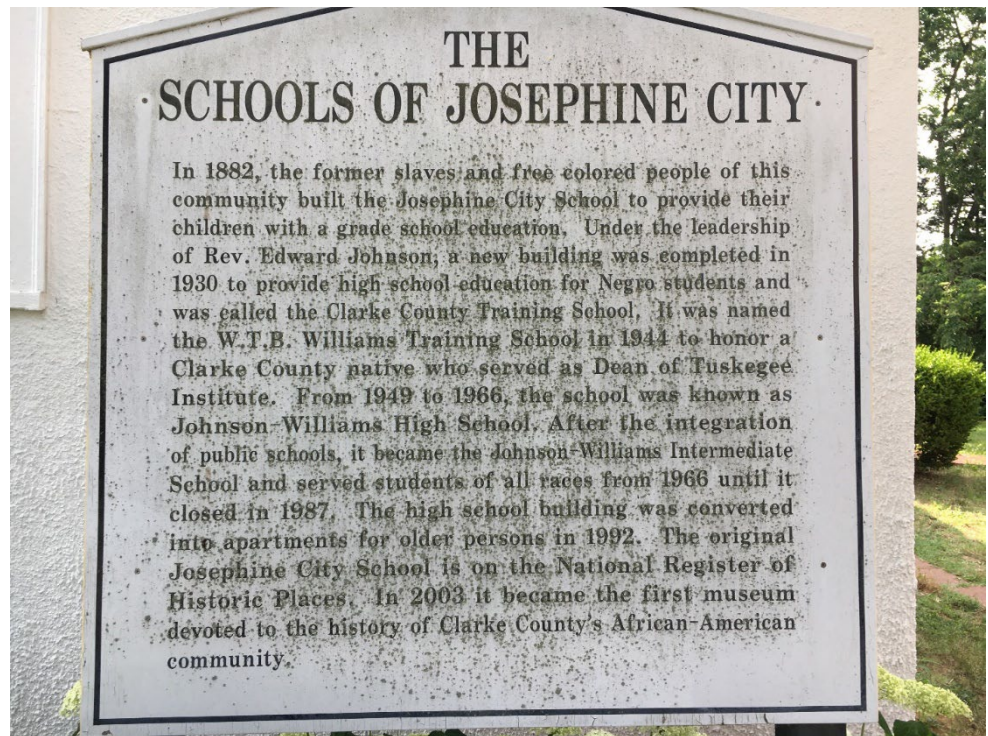 THE
SCHOOLS OF JOSEPHINE CITY
In 1882, the former slaves and free colored people of this
community built the Josephine City School to provide their
children with a grade school education. Under the leadership
of Rev. Edward Johnson, a new building was completed in
1930 to provide high school education for Negro students and
was called the Clarke County Training School. It was named
the W.T.B. Williams Training School in 1944 to honor a
Clarke County native who served as Dean of Tuskegee
Institute. From 1949 to 1966, the school was known as
Johnson-Williams High School. After the integration
of public schools, it became the Johnson-Williams Intermediate
School and served students of all races from 1966 until it
closed in 1987. The high school building was converted
into apartments for older persons in 1992. The original
Josephine City School is on the National Register of
Historic Places. In 2003 it became the first museum
devoted to the history of Clarke County's African-American
community.